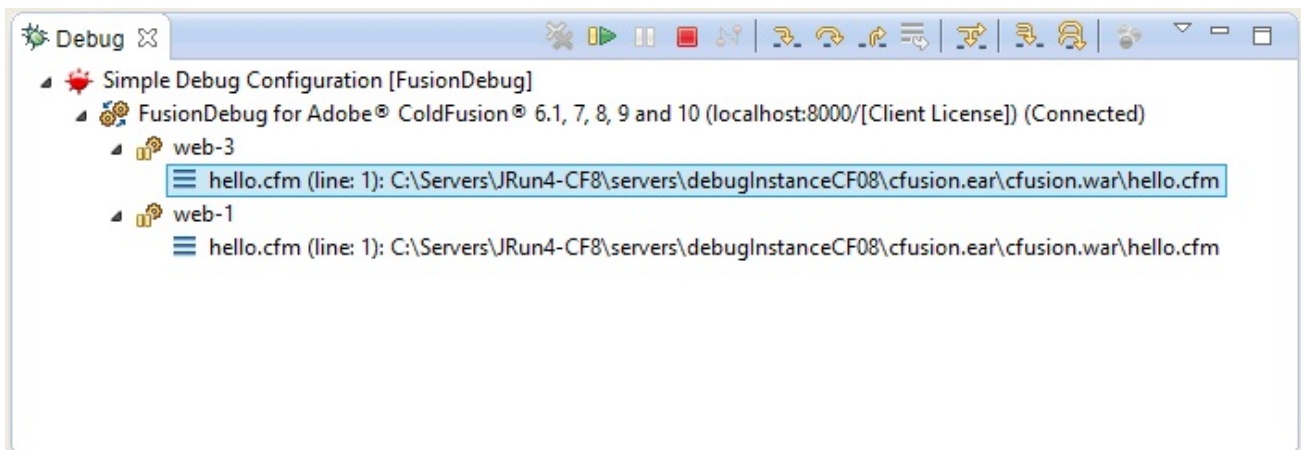 Debug
Simple Debug Configuration [FusionDebug]
FusionDebug for Adobe® ColdFusion® 6.1, 7, 8, 9 and 10 (localhost:8000/[Client License]) (Connected)
web-3
hello.cfm (line: 1): C:\Servers\JRun4-CF8\servers\debugInstanceCF08\cfusion.ear\cfusion.war\hello.cfm
web-1
hello.cfm (line: 1): C:\Servers\JRun4-CF8\servers\debugInstanceCF08\cfusion.ear\cfusion.war\hello.cfm